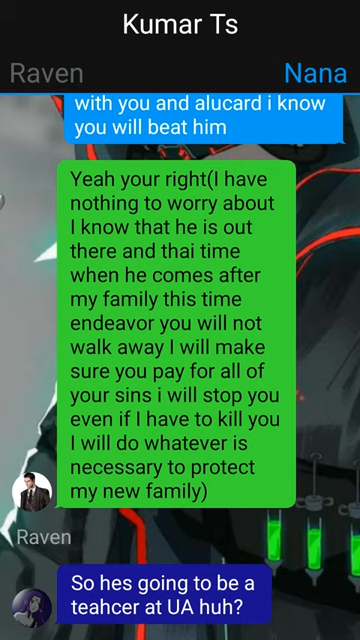 Kumar Ts
Raven
Nana
with you and alucard i know
you will beat him
Yeah your right(I have
nothing to worry about
I know that he is out
there and thai time
when he comes after
my family this time
endeavor you will not
walk away I will make
sure you pay for all of
your sins i will stop you
even if I have to kill you
I will do whatever is
necessary to protect
my new family)
Raven
So hes going to be a
teahcer at UA huh?